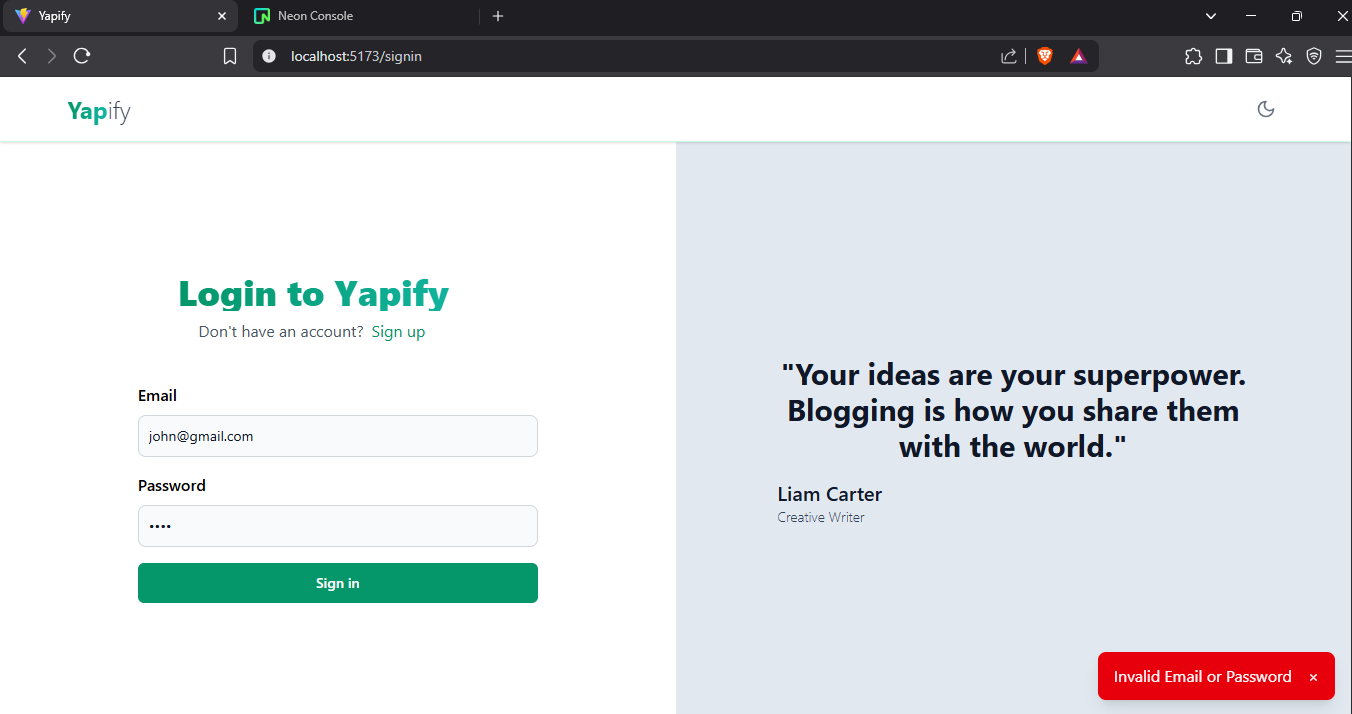 Yapify
Neon Console
localhost:5173/signin
Yapify
Login to Yapify
Don't have an account? Sign up
Email
john@gmail.com
Password
••••
Sign in
"Your ideas are your superpower.
Blogging is how you share them
with the world."
Liam Carter
Creative Writer
Invalid Email or Password ×